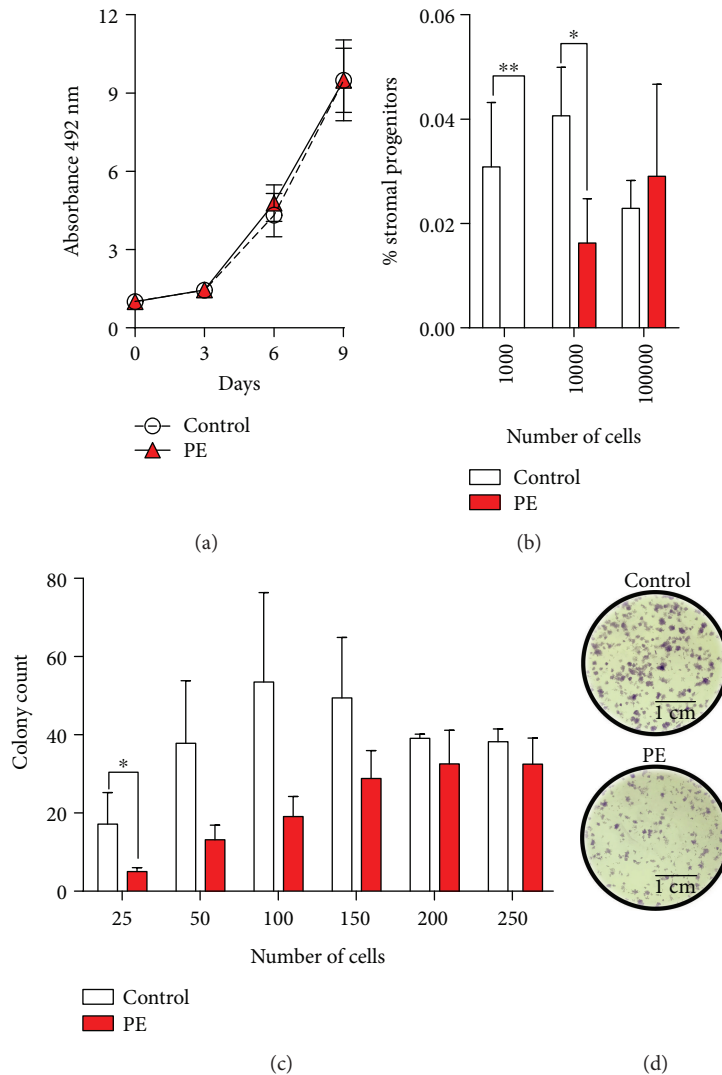 12
9
6
3
0
Absorbance 492 nm
0 3 6 9
Days
Control
PE
(a)
0.06
0.04
0.02
0.00
% stromal progenitors
**
*
1000
10000
100000
Number of cells
Control
PE
(b)
80
60
40
20
0
Colony count
*
25 50 100 150 200 250
Number of cells
Control
PE
(c)
Control
1 cm
PE
1 cm
(d)